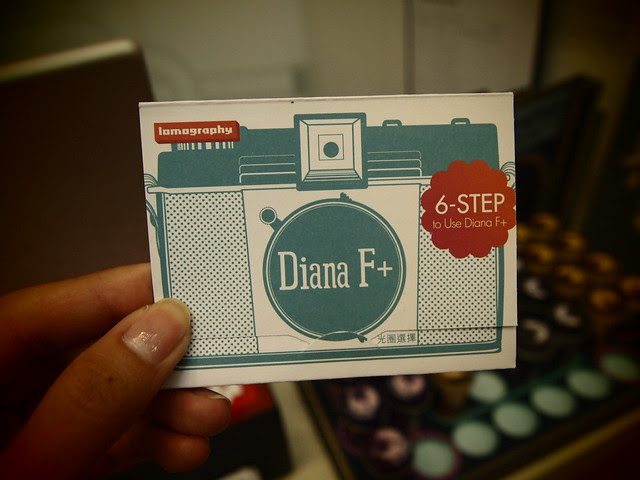 lomography
6-STEP
to Use Diana F+
Diana F+
光圈選擇